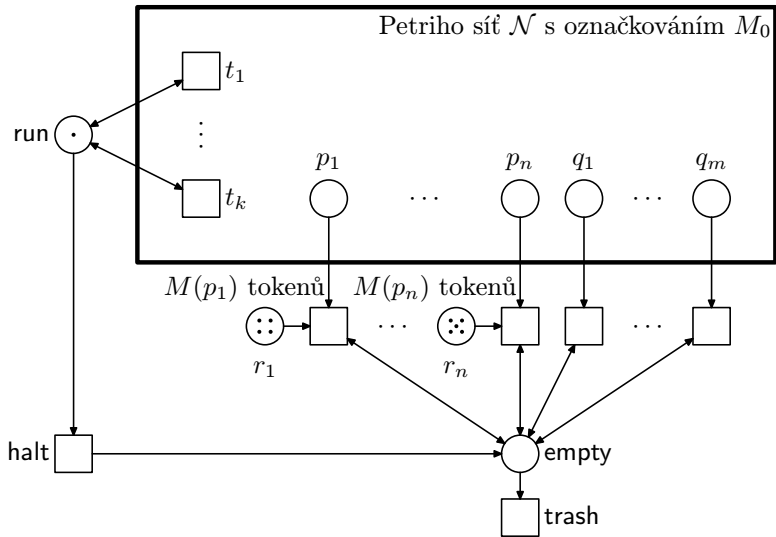 Petriho síť N s označkováním M₀
t₁
run
⋮
p₁ pₙ q₁ qₘ
tₖ ⋯ ⋯
M(p₁) tokenů M(pₙ) tokenů
⋯ ⋯
r₁ rₙ
halt empty
trash